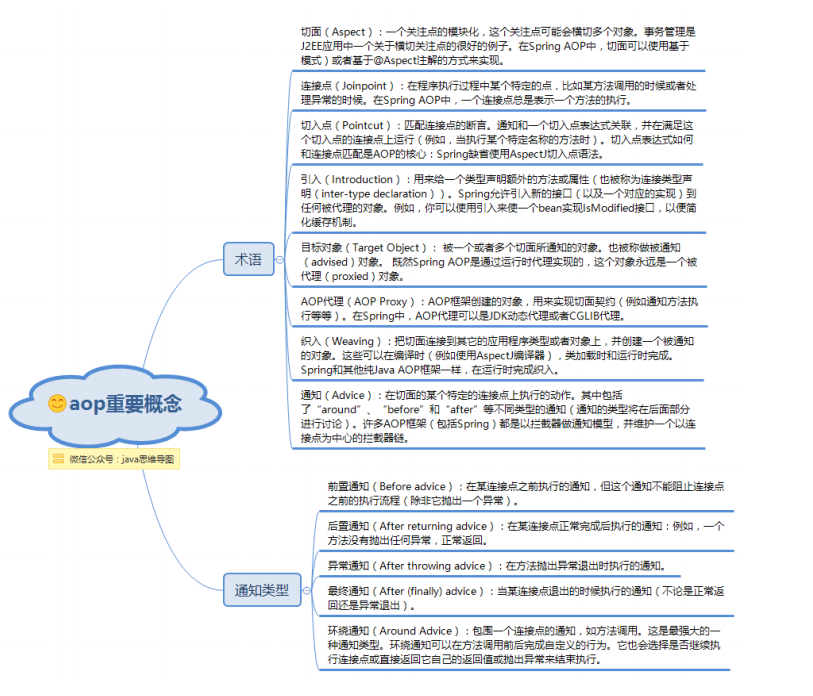 切面（Aspect）：一个关注点的模块化，这个关注点可能会横切多个对象。事务管理是
J2EE应用中一个关于横切关注点的很好的例子。在Spring AOP中，切面可以使用基于
模式）或者基于@Aspect注解的方式来实现。
连接点（Joinpoint）：在程序执行过程中某个特定的点，比如某方法调用的时候或者处
理异常的时候。在Spring AOP中，一个连接点总是表示一个方法的执行。
切入点（Pointcut）：匹配连接点的断言。通知和一个切入点表达式关联，并在满足这
个切入点的连接点上运行（例如，当执行某个特定名称的方法时）。切入点表达式如何
和连接点匹配是AOP的核心：Spring缺省使用AspectJ切入点语法。
引入（Introduction）：用来给一个类型声明额外的方法或属性（也被称为连接类型声
明（inter-type declaration））。Spring允许引入新的接口（以及一个对应的实现）到
任何被代理的对象。例如，你可以使用引入来使一个bean实现IsModified接口，以便简
化缓存机制。
目标对象（Target Object）： 被一个或者多个切面所通知的对象。也被称做被通知
（advised）对象。 既然Spring AOP是通过运行时代理实现的，这个对象永远是一个被
代理（proxied）对象。
AOP代理（AOP Proxy）：AOP框架创建的对象，用来实现切面契约（例如通知方法执
行等等）。在Spring中，AOP代理可以是JDK动态代理或者CGLIB代理。
织入（Weaving）：把切面连接到其它的应用程序类型或者对象上，并创建一个被通知
的对象。这些可以在编译时（例如使用AspectJ编译器），类加载时和运行时完成。
Spring和其他纯Java AOP框架一样，在运行时完成织入。
通知（Advice）：在切面的某个特定的连接点上执行的动作。其中包括
了“around”、“before”和“after”等不同类型的通知（通知的类型将在后面部分
进行讨论）。许多AOP框架（包括Spring）都是以拦截器做通知模型，并维护一个以连
接点为中心的拦截器链。
术语
aop重要概念
微信公众号：java思维导图
前置通知（Before advice）：在某连接点之前执行的通知，但这个通知不能阻止连接点
之前的执行流程（除非它抛出一个异常）。
后置通知（After returning advice）：在某连接点正常完成后执行的通知：例如，一个
方法没有抛出任何异常，正常返回。
异常通知（After throwing advice）：在方法抛出异常退出时执行的通知。
通知类型
最终通知（After (finally) advice）：当某连接点退出的时候执行的通知（不论是正常返
回还是异常退出）。
环绕通知（Around Advice）：包围一个连接点的通知，如方法调用。这是最强大的一
种通知类型。环绕通知可以在方法调用前后完成自定义的行为。它也会选择是否继续执
行连接点或直接返回它自己的返回值或抛出异常来结束执行。